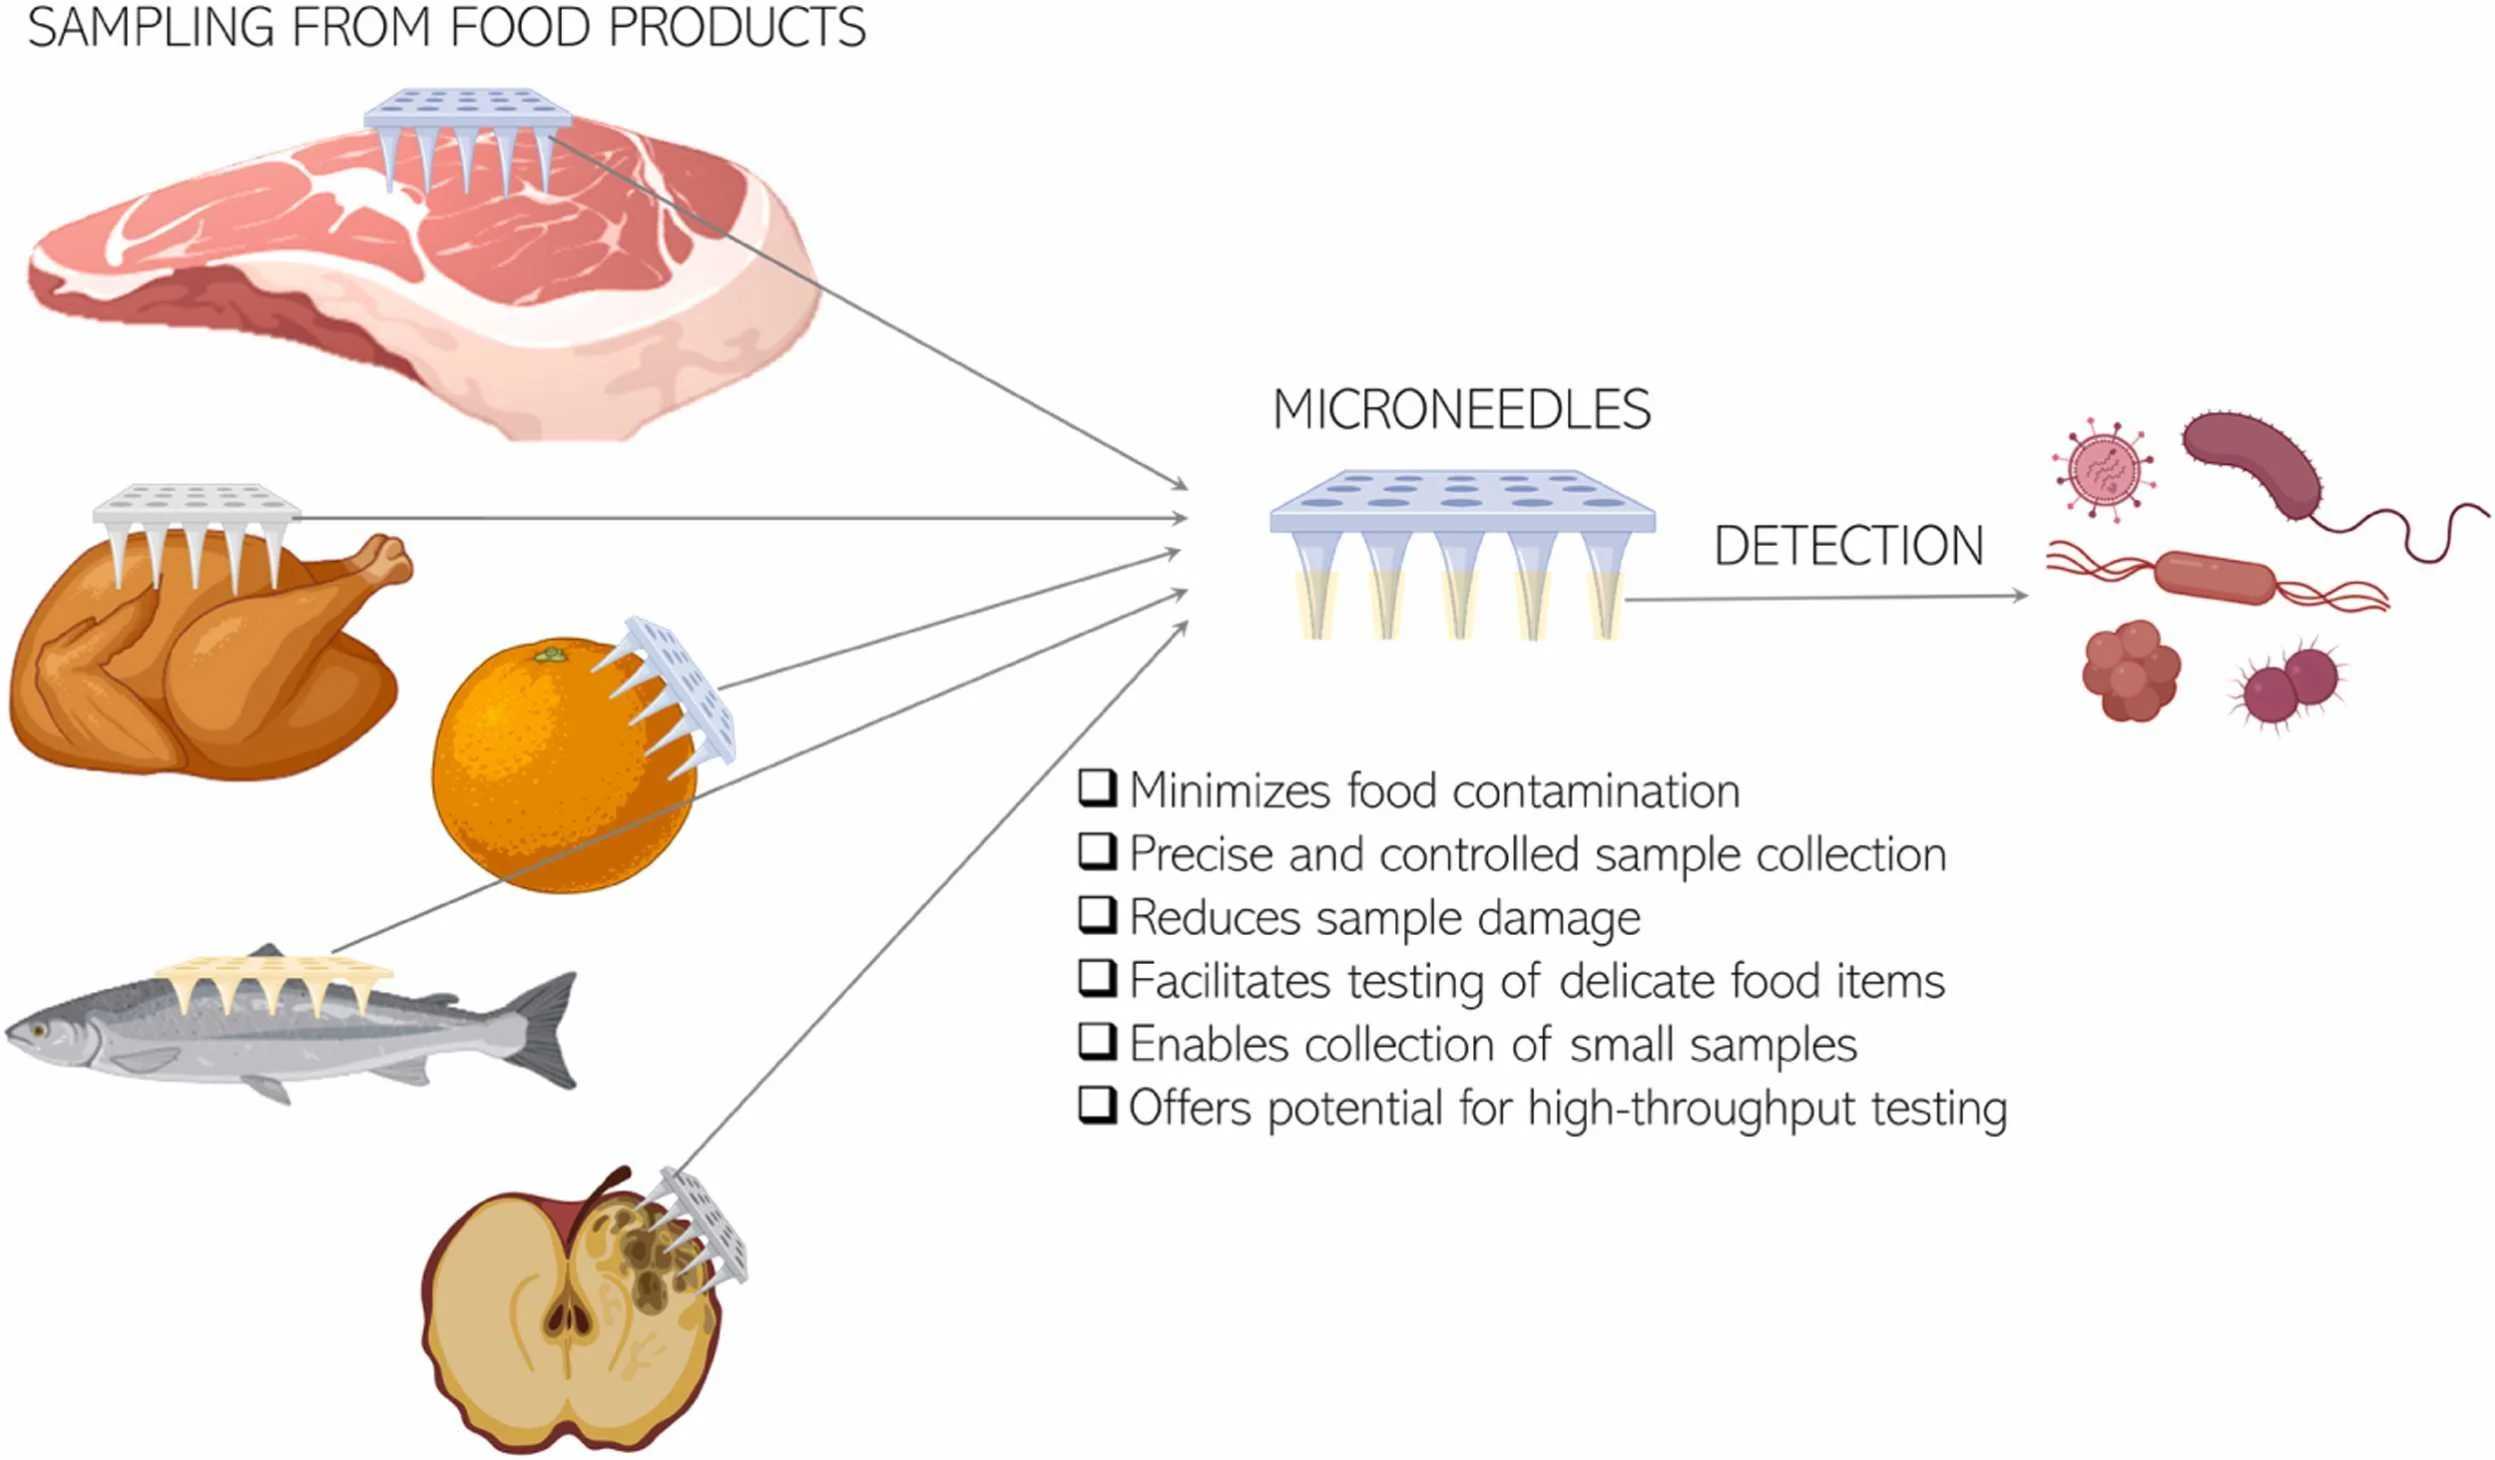 SAMPLING FROM FOOD PRODUCTS
MICRONEEDLES
DETECTION
Minimizes food contamination
Precise and controlled sample collection
Reduces sample damage
Facilitates testing of delicate food items
Enables collection of small samples
Offers potential for high-throughput testing